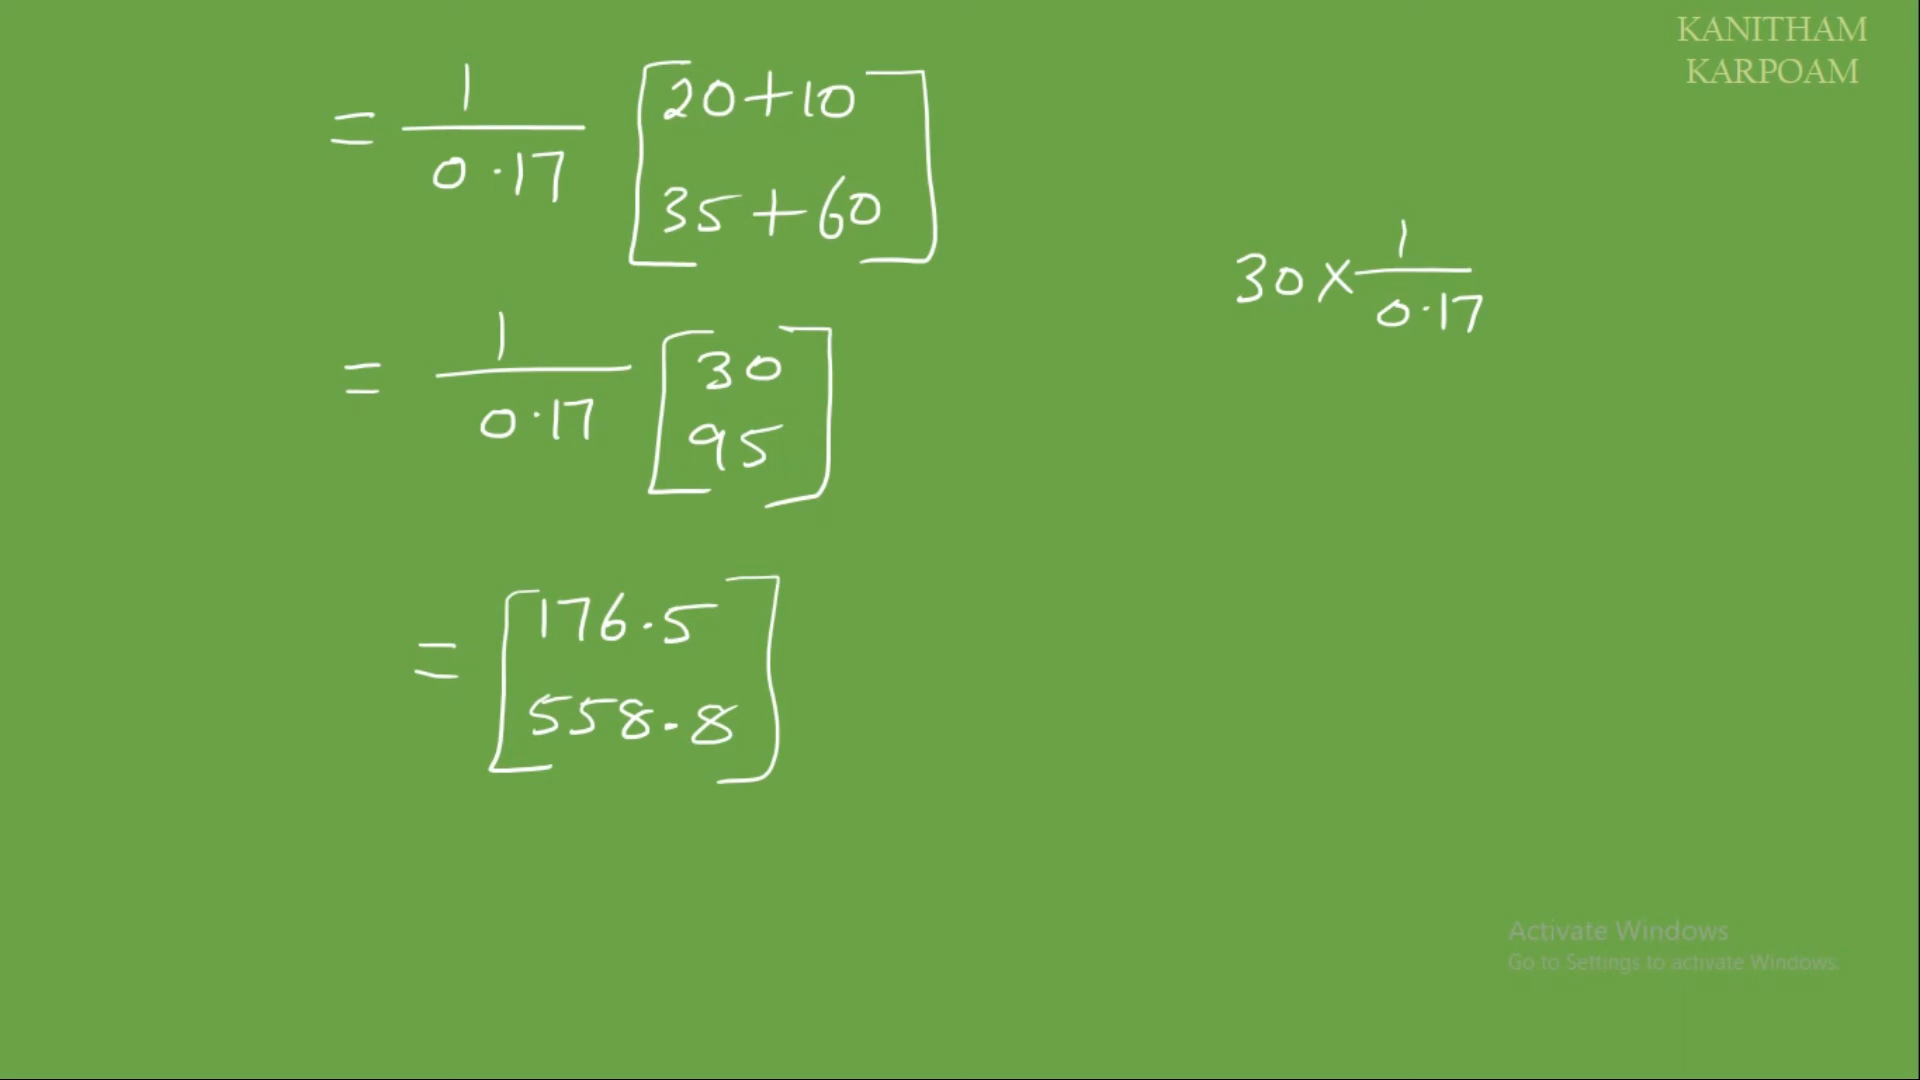 KANITHAM
KARPOAM
= 1/0.17 [20+10
35+60]
30 × 1/0.17
= 1/0.17 [30
95]
= [176.5
558.8]
Activate Windows
Go to Settings to activate Windows.